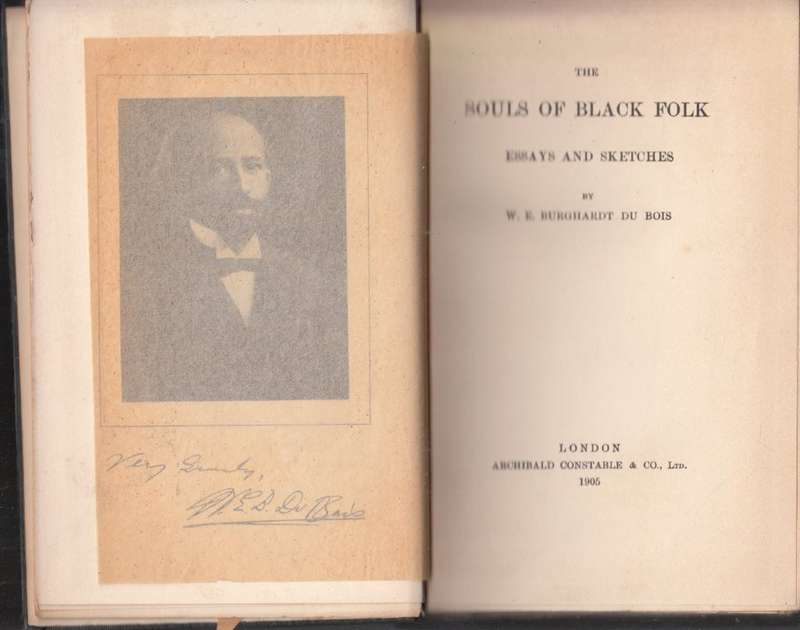 Very Truly,
W.E.B. Du Bois
THE
SOULS OF BLACK FOLK
ESSAYS AND SKETCHES
BY
W. E. BURGHARDT DU BOIS
LONDON
ARCHIBALD CONSTABLE & CO., LTD.
1905